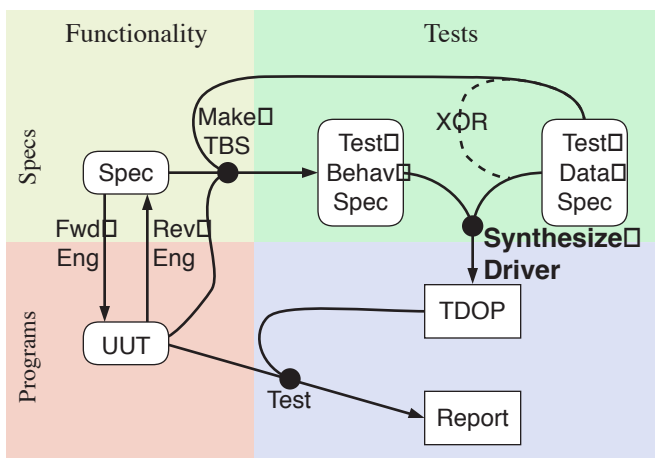 Functionality
Tests
Specs
Make
TBS
XOR
Test
Behav
Spec
Test
Data
Spec
Spec
Fwd
Eng
Rev
Eng
Synthesize
Driver
Programs
UUT
TDOP
Test
Report